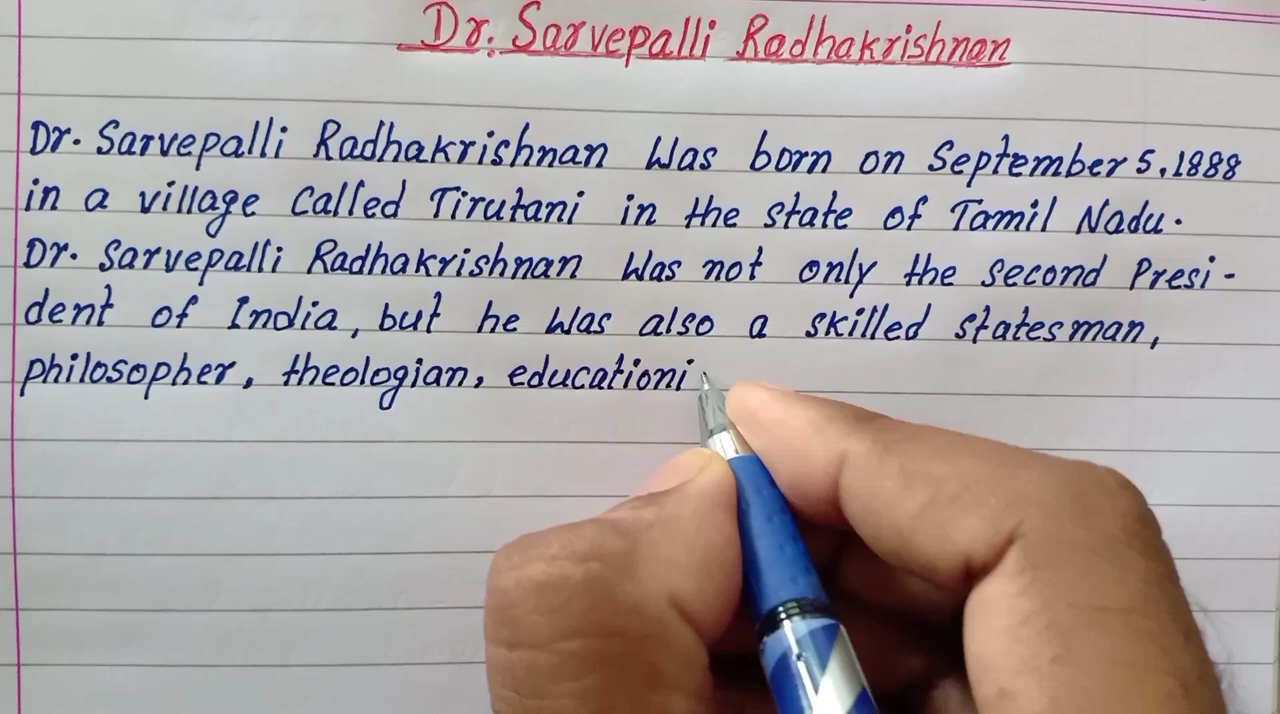 Dr. Sarvepalli Radhakrishnan
Dr. Sarvepalli Radhakrishnan was born on September 5, 1888
in a village called Tirutani in the state of Tamil Nadu.
Dr. Sarvepalli Radhakrishnan was not only the second Presi-
dent of India, but he was also a skilled statesman,
philosopher, theologian, educationi